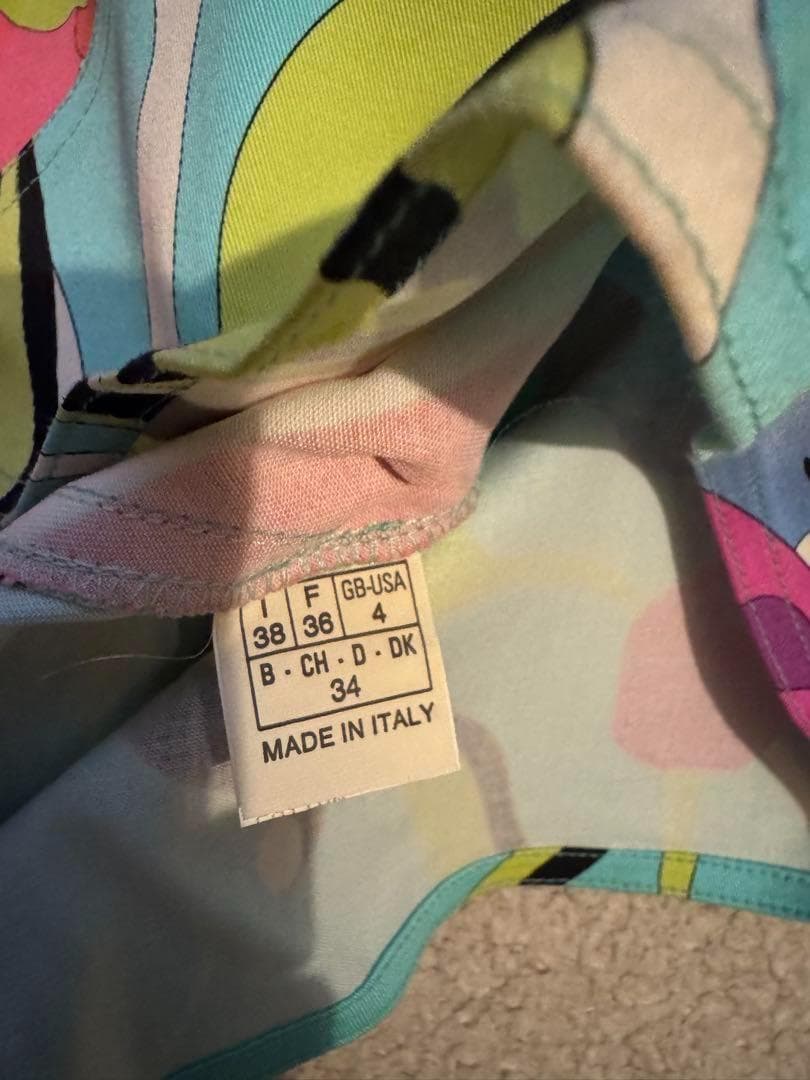 I F GB-USA
38 36 4
B · CH · D · DK
34
MADE IN ITALY